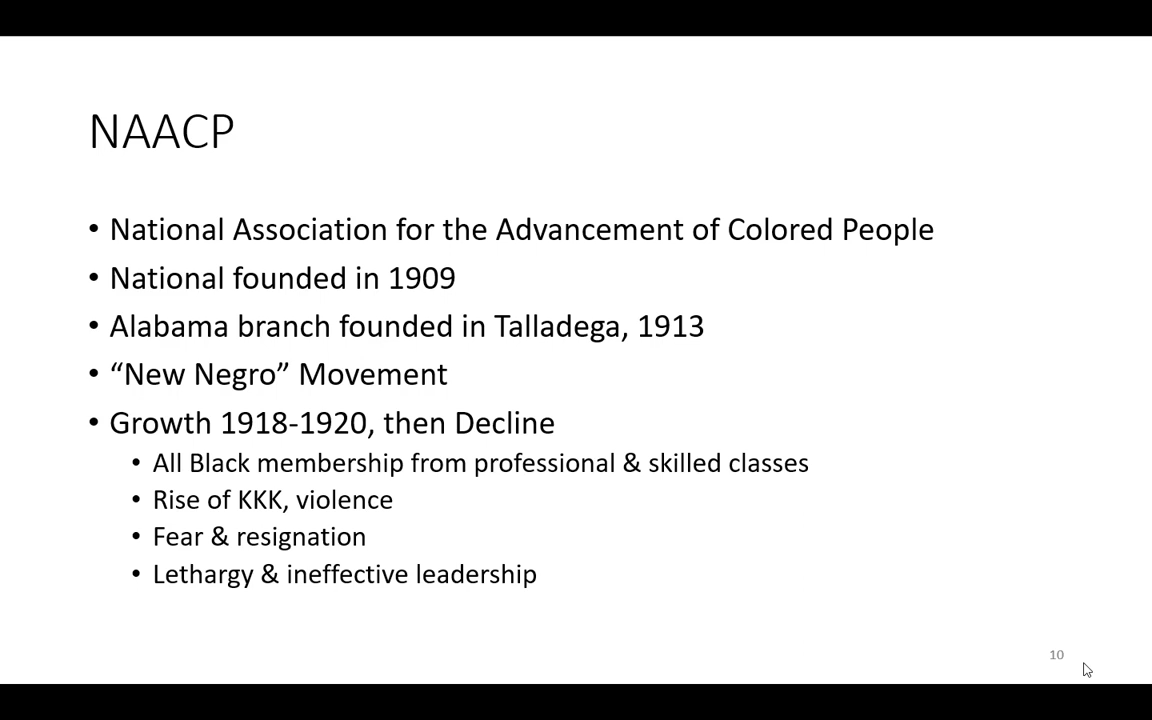 NAACP
• National Association for the Advancement of Colored People
• National founded in 1909
• Alabama branch founded in Talladega, 1913
• “New Negro” Movement
• Growth 1918-1920, then Decline
• All Black membership from professional & skilled classes
• Rise of KKK, violence
• Fear & resignation
• Lethargy & ineffective leadership
10